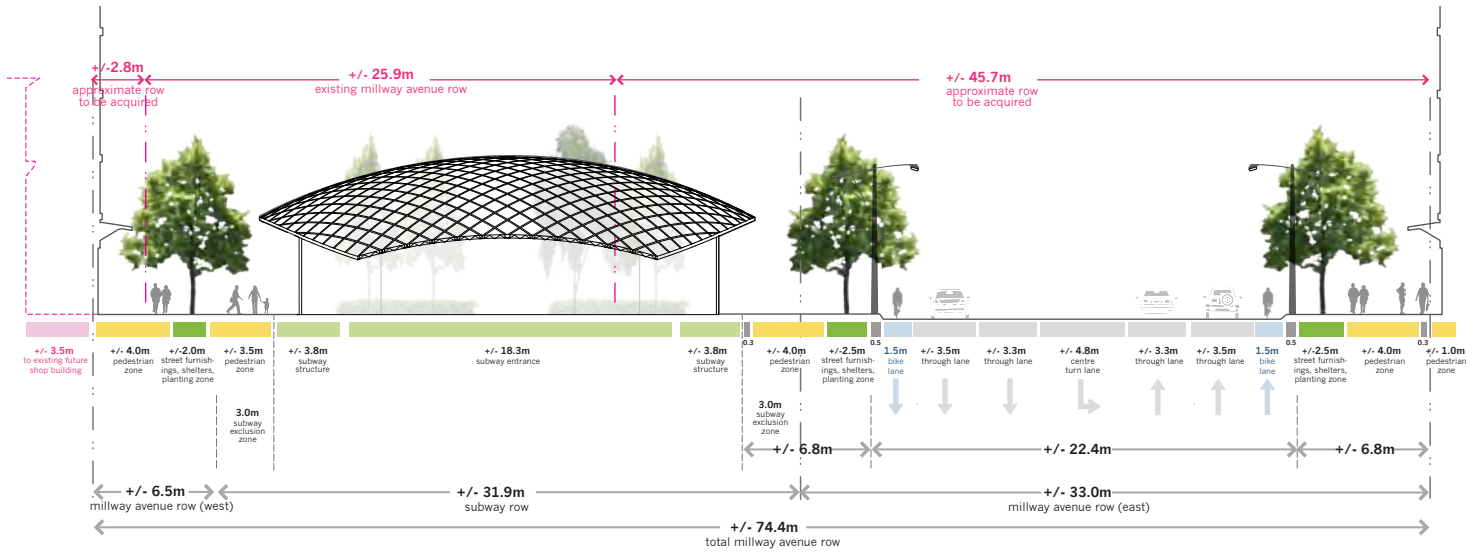 +/-2.8m
approximate row
to be acquired
+/- 25.9m
existing millway avenue row
+/- 45.7m
approximate row
to be acquired
+/- 3.5m
to existing future
shop building
+/- 4.0m
pedestrian
zone
+/-2.0m
street furnish-
ings, shelters,
planting zone
+/- 3.5m
pedestrian
zone
+/- 3.8m
subway
structure
+/- 18.3m
subway entrance
+/- 3.8m
subway
structure
0.3
+/- 4.0m
pedestrian
zone
+/-2.5m
street furnish-
ings, shelters,
planting zone
0.5
1.5m
bike
lane
+/- 3.5m
through lane
+/- 3.3m
through lane
+/- 4.8m
centre
turn lane
+/- 3.3m
through lane
+/- 3.5m
through lane
1.5m
bike
lane
0.5
+/-2.5m
street furnish-
ings, shelters,
planting zone
+/- 4.0m
pedestrian
zone
0.3
+/- 1.0m
pedestrian
zone
3.0m
subway
exclusion
zone
3.0m
subway
exclusion
zone
+/- 6.8m
+/- 22.4m
+/- 6.8m
+/- 6.5m
millway avenue row (west)
+/- 31.9m
subway row
+/- 33.0m
millway avenue row (east)
+/- 74.4m
total millway avenue row